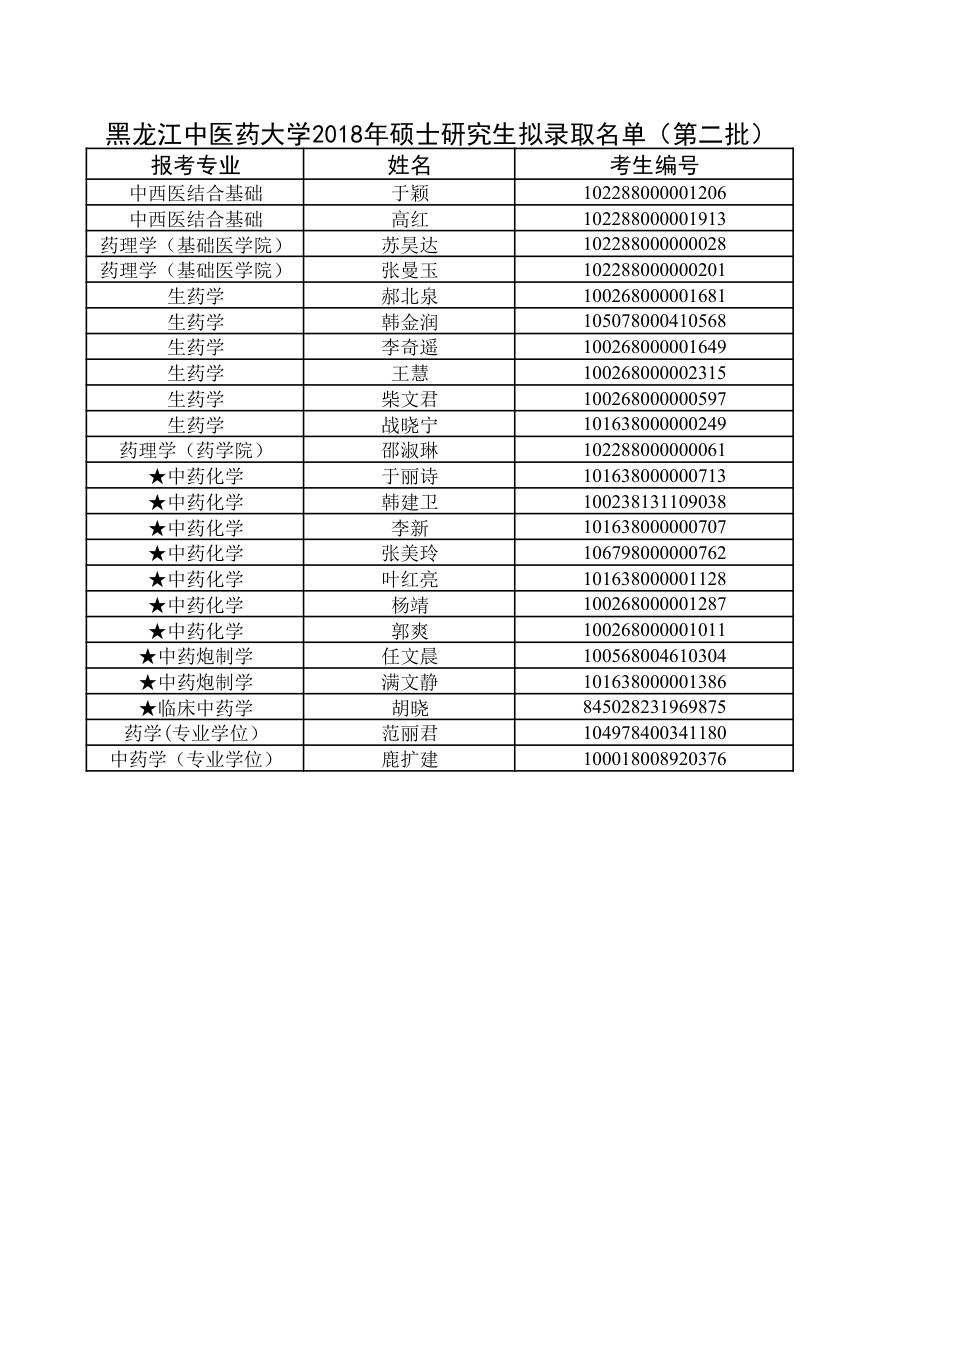 黑龙江中医药大学2018年硕士研究生拟录取名单（第二批）
报考专业 姓名 考生编号
中西医结合基础 于颖 102288000001206
中西医结合基础 高红 102288000001913
药理学（基础医学院） 苏昊达 102288000000028
药理学（基础医学院） 张曼玉 102288000000201
生药学 郝北泉 100268000001681
生药学 韩金润 105078000410568
生药学 李奇遥 100268000001649
生药学 王慧 100268000002315
生药学 柴文君 100268000000597
生药学 战晓宁 101638000000249
药理学（药学院） 邵淑琳 102288000000061
★中药化学 于丽诗 101638000000713
★中药化学 韩建卫 100238131109038
★中药化学 李新 101638000000707
★中药化学 张美玲 106798000000762
★中药化学 叶红亮 101638000001128
★中药化学 杨靖 100268000001287
★中药化学 郭爽 100268000001011
★中药炮制学 任文晨 100568004610304
★中药炮制学 满文静 101638000001386
★临床中药学 胡晓 845028231969875
药学(专业学位） 范丽君 104978400341180
中药学（专业学位） 鹿扩建 100018008920376